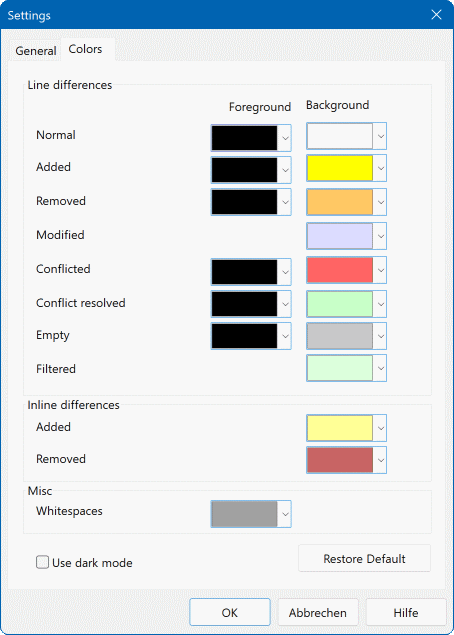 Settings
General Colors
Line differences
Foreground Background
Normal
Added
Removed
Modified
Conflicted
Conflict resolved
Empty
Filtered
Inline differences
Added
Removed
Misc
Whitespaces
Use dark mode Restore Default
OK Abbrechen Hilfe